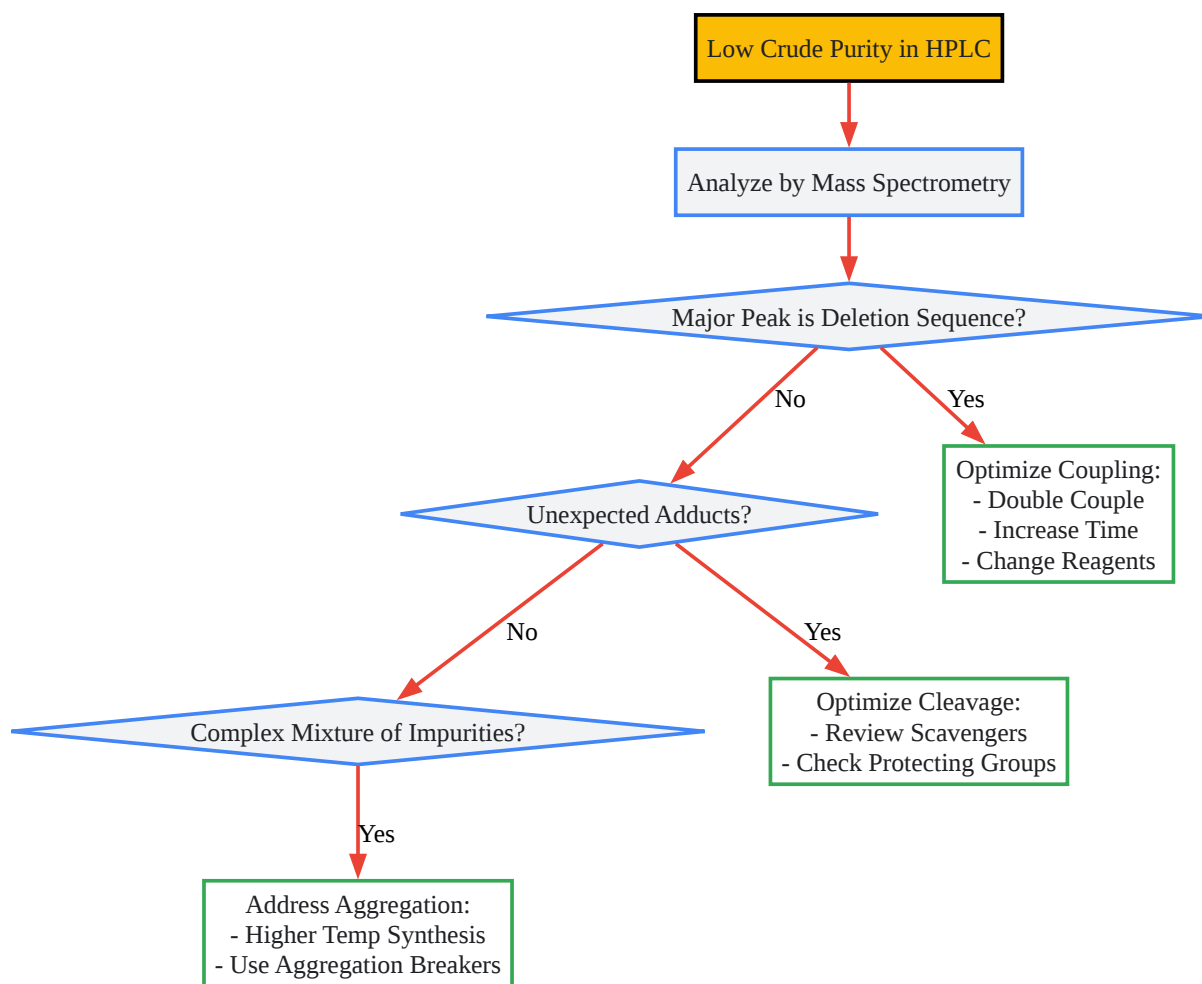 Low Crude Purity in HPLC
Analyze by Mass Spectrometry
Major Peak is Deletion Sequence?
No
Yes
Optimize Coupling:
- Double Couple
- Increase Time
- Change Reagents
Unexpected Adducts?
No
Yes
Optimize Cleavage:
- Review Scavengers
- Check Protecting Groups
Complex Mixture of Impurities?
Yes
Address Aggregation:
- Higher Temp Synthesis
- Use Aggregation Breakers